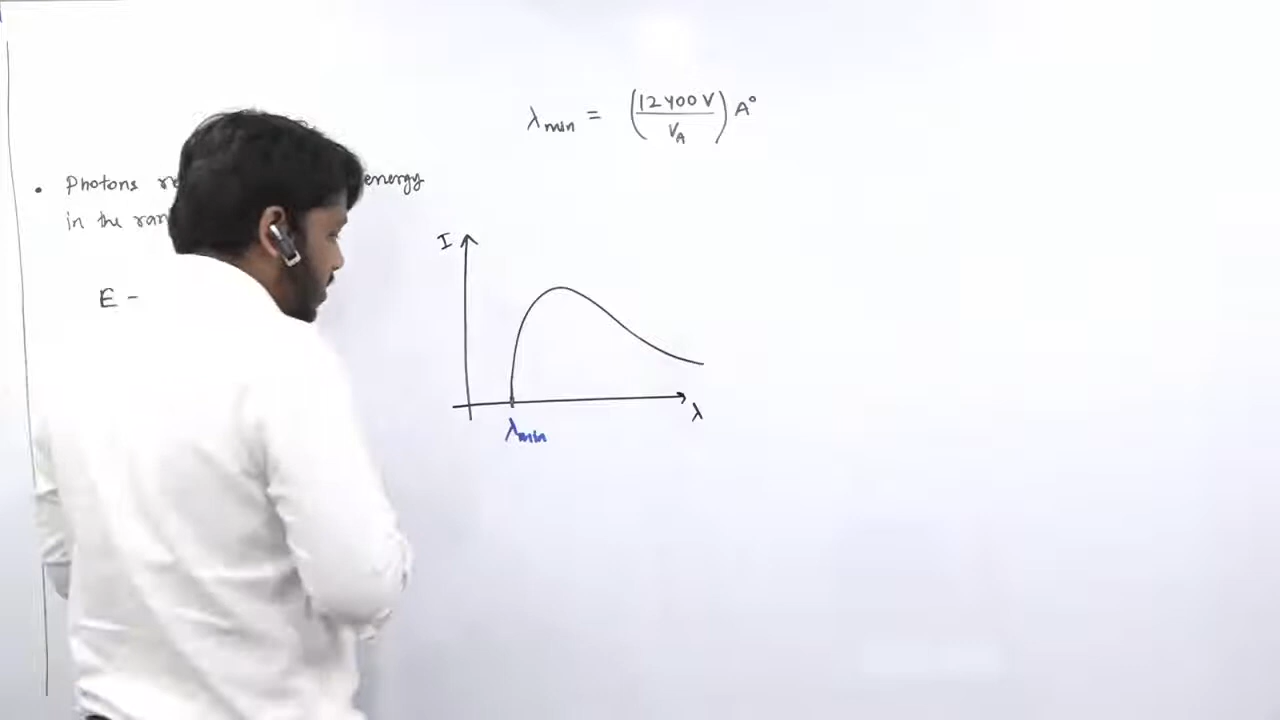 λmin = (12400 V / VA) A°
• Photons energy
in the
E -
I
λ
λmin